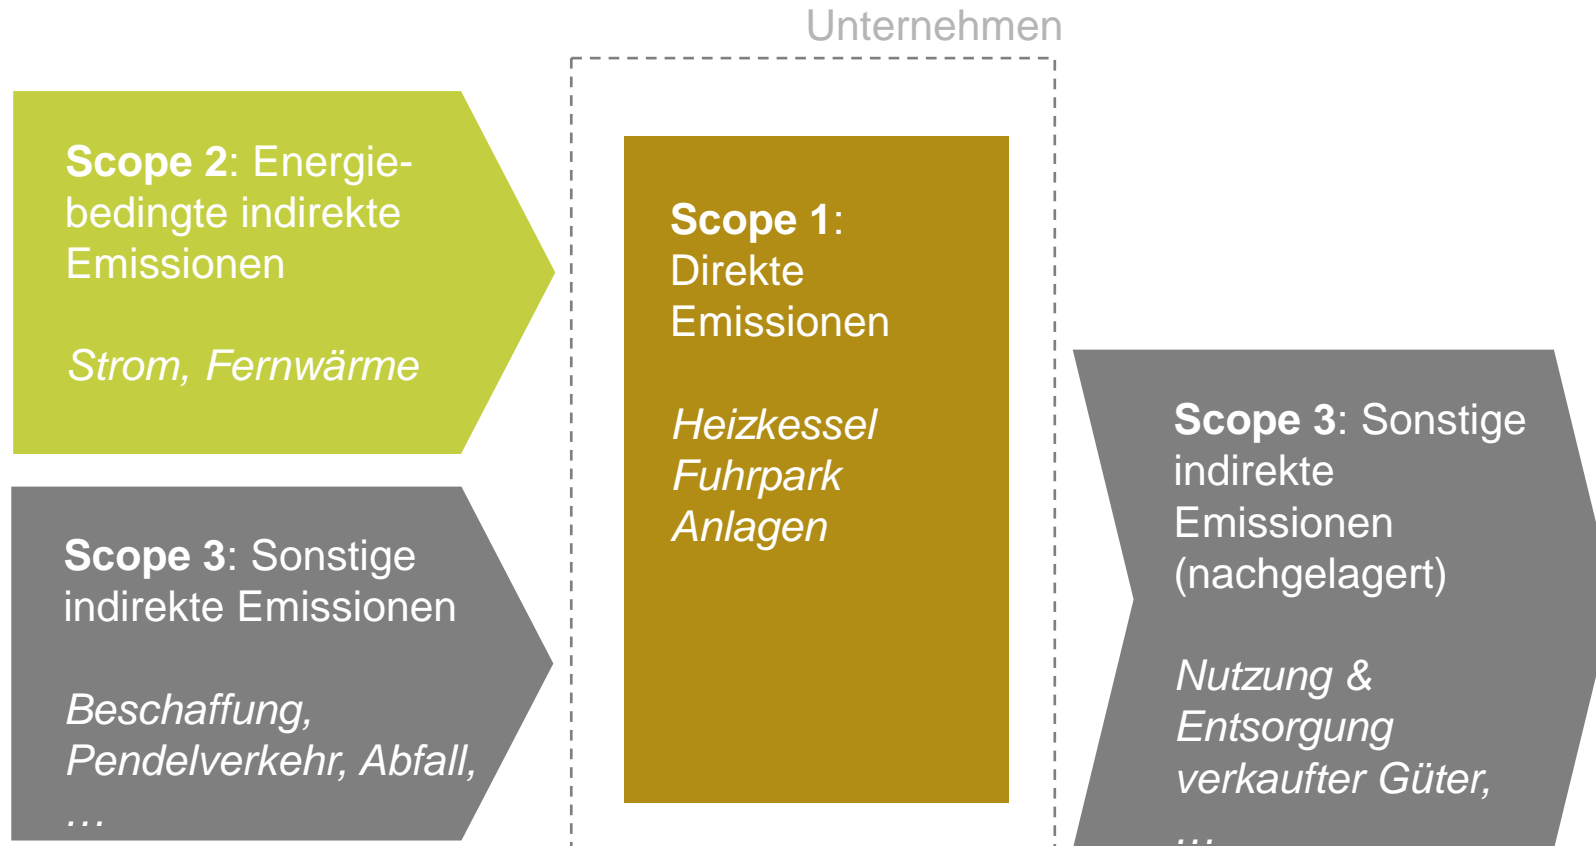 Unternehmen
Scope 2: Energie-
bedingte indirekte
Emissionen
Strom, Fernwärme
Scope 3: Sonstige
indirekte Emissionen
Beschaffung,
Pendelverkehr, Abfall,
…
Scope 1:
Direkte
Emissionen
Heizkessel
Fuhrpark
Anlagen
Scope 3: Sonstige
indirekte
Emissionen
(nachgelagert)
Nutzung &
Entsorgung
verkaufter Güter,
…